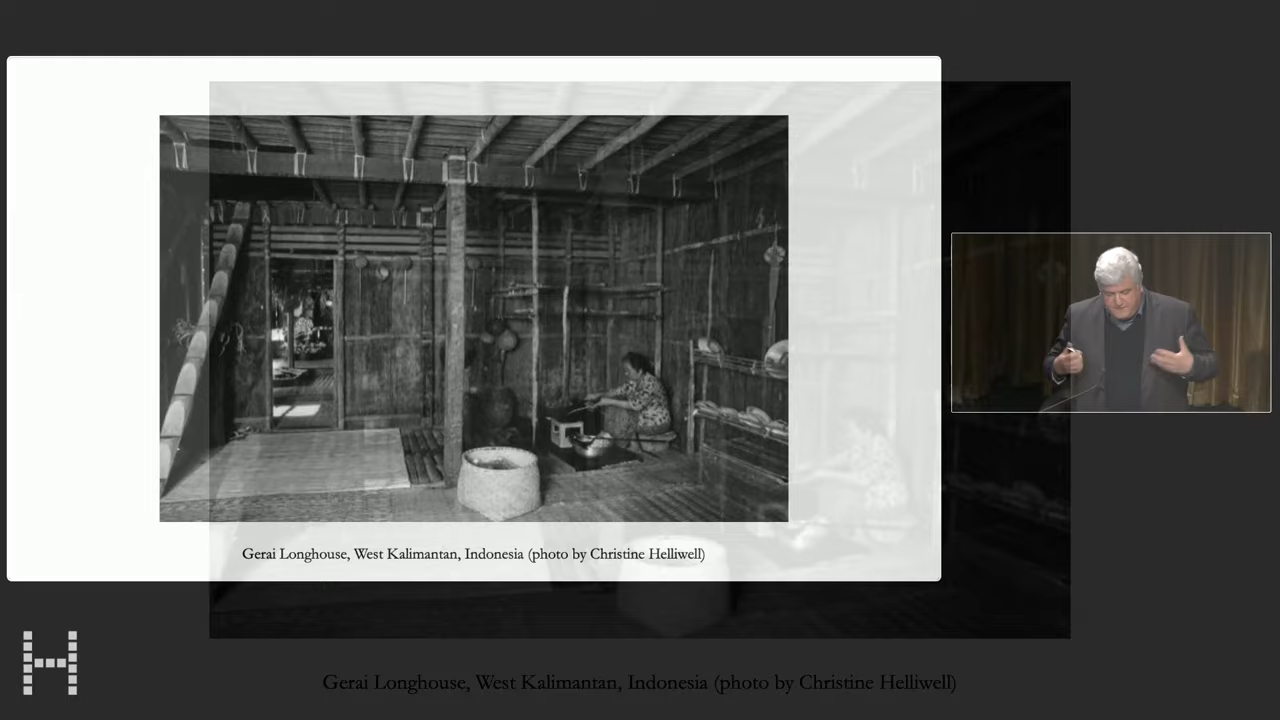 Gerai Longhouse, West Kalimantan, Indonesia (photo by Christine Helliwell)
H
Gerai Longhouse, West Kalimantan, Indonesia (photo by Christine Helliwell)